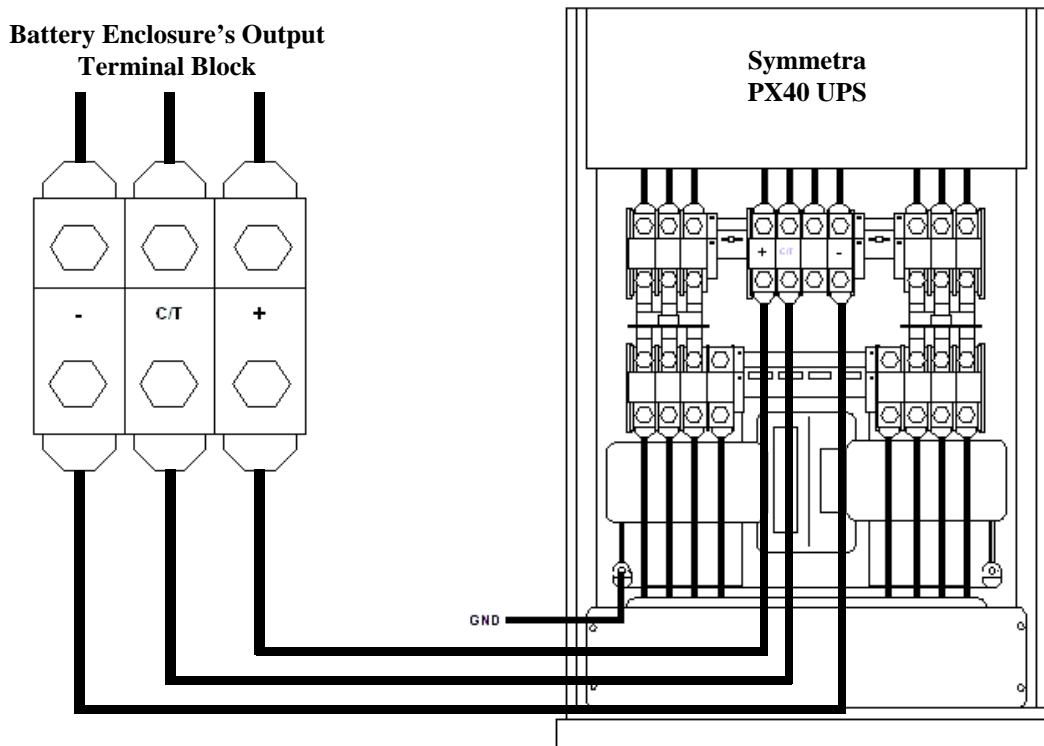 Battery Enclosure's Output
Terminal Block
Symmetra
PX40 UPS
+ C/T -
- C/T +
GND